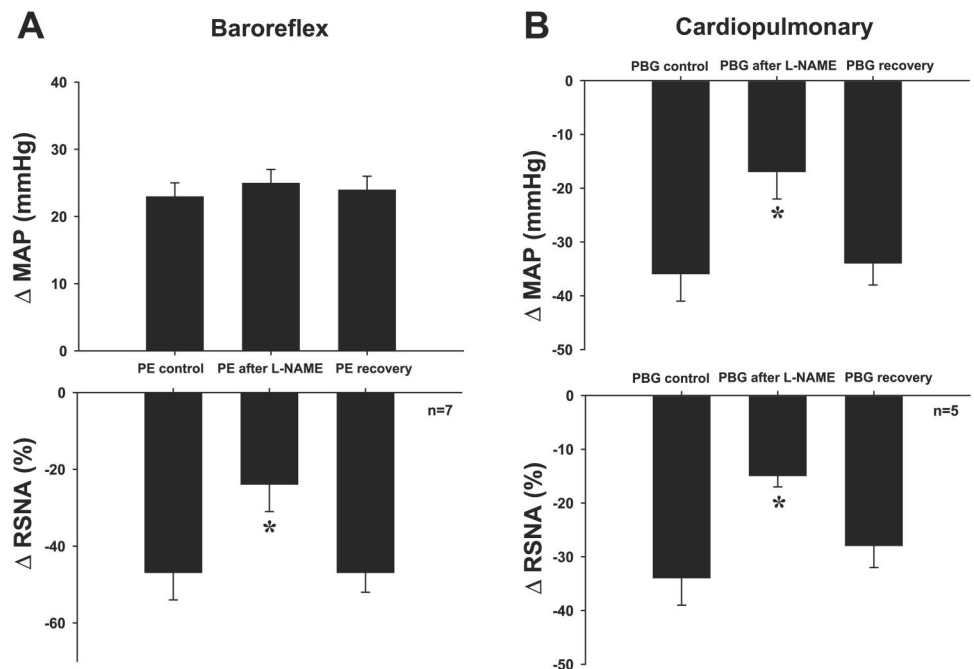 A
Baroreflex
Δ MAP (mmHg)
40
30
20
10
0
PE control PE after L-NAME PE recovery
Δ RSNA (%)
0
-20
-40
-60
*
n=7
B
Cardiopulmonary
PBG control PBG after L-NAME PBG recovery
Δ MAP (mmHg)
0
-10
-20
-30
-40
-50
*
PBG control PBG after L-NAME PBG recovery
Δ RSNA (%)
0
-10
-20
-30
-40
-50
*
n=5